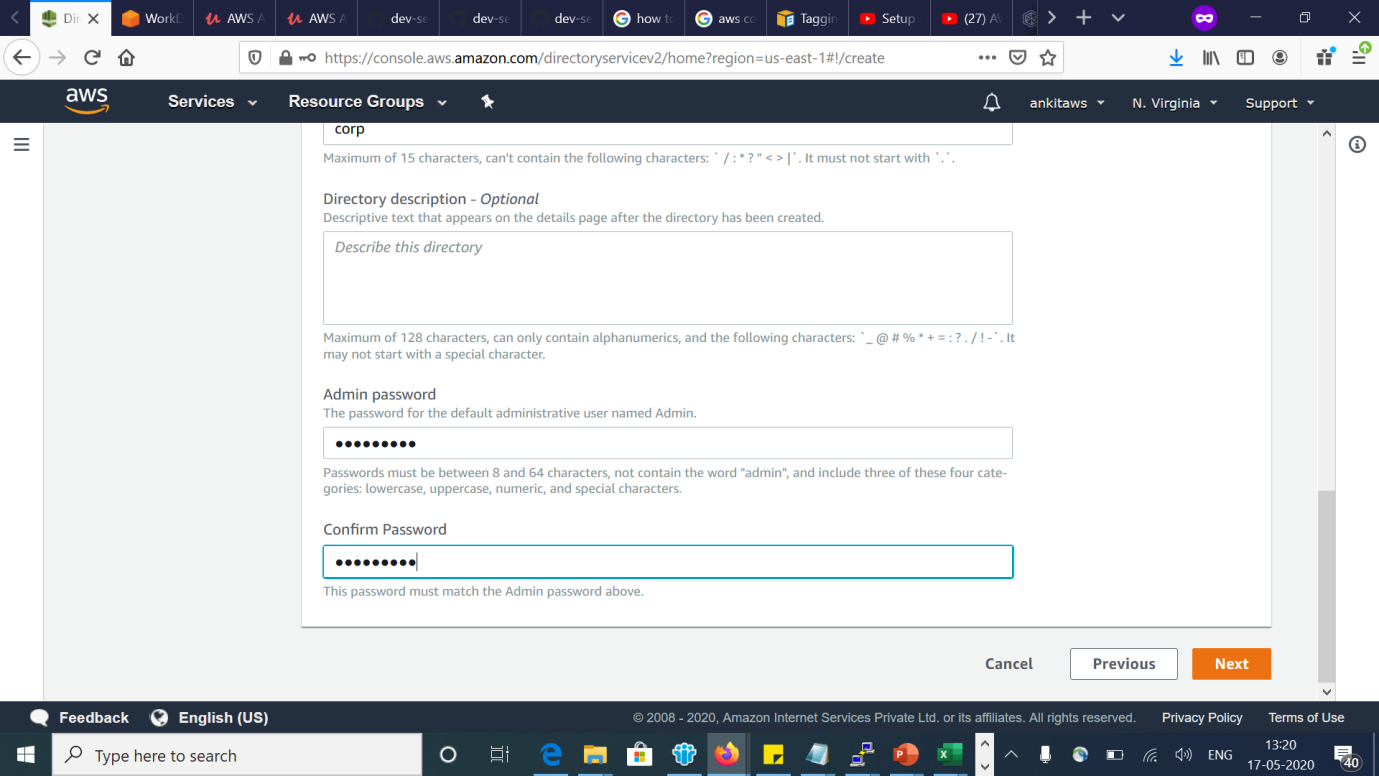 Dir
WorkD
AWS A
AWS A
dev-se
dev-se
dev-se
how to
aws co
Taggin
Setup
(27) AW
https://console.aws.amazon.com/directoryservicev2/home?region=us-east-1#!/create
aws
Services
Resource Groups
ankitaws
N. Virginia
Support
corp
Maximum of 15 characters, can't contain the following characters: ` / : * ? " < > |`. It must not start with `.`.
Directory description - Optional
Descriptive text that appears on the details page after the directory has been created.
Describe this directory
Maximum of 128 characters, can only contain alphanumerics, and the following characters: `_ @ # % * + = : ? . / ! -`. It
may not start with a special character.
Admin password
The password for the default administrative user named Admin.
●●●●●●●●●
Passwords must be between 8 and 64 characters, not contain the word "admin", and include three of these four cate-
gories: lowercase, uppercase, numeric, and special characters.
Confirm Password
●●●●●●●●●
This password must match the Admin password above.
Cancel
Previous
Next
Feedback
English (US)
© 2008 - 2020, Amazon Internet Services Private Ltd. or its affiliates. All rights reserved.
Privacy Policy
Terms of Use
Type here to search
ENG
13:20
17-05-2020
40